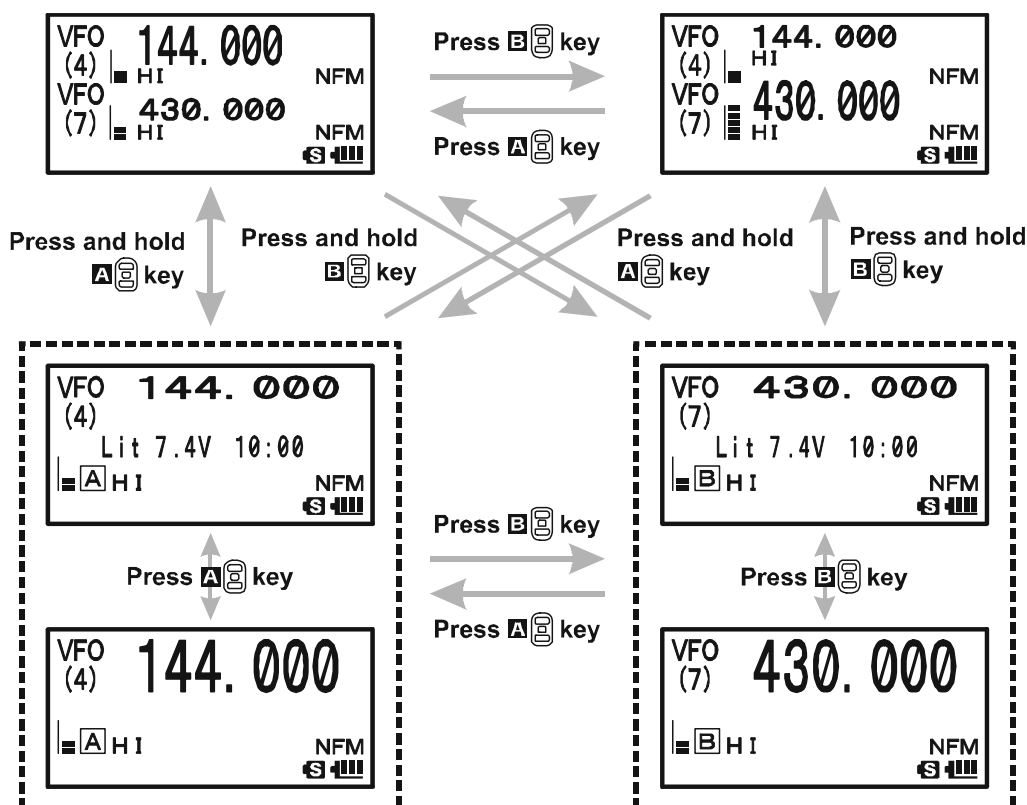 VFO 144.000
(4) HI NFM
VFO 430.000
(7) HI NFM
S
Press B key
Press A key
VFO 144.000
(4) HI NFM
VFO 430.000
(7) HI NFM
S
Press and hold
A key
Press and hold
B key
Press and hold
A key
Press and hold
B key
VFO 144.000
(4)
Lit 7.4V 10:00
A HI NFM
S
Press A key
VFO 144.000
(4)
A HI NFM
S
Press B key
Press A key
VFO 430.000
(7)
Lit 7.4V 10:00
B HI NFM
S
Press B key
VFO 430.000
(7)
B HI NFM
S